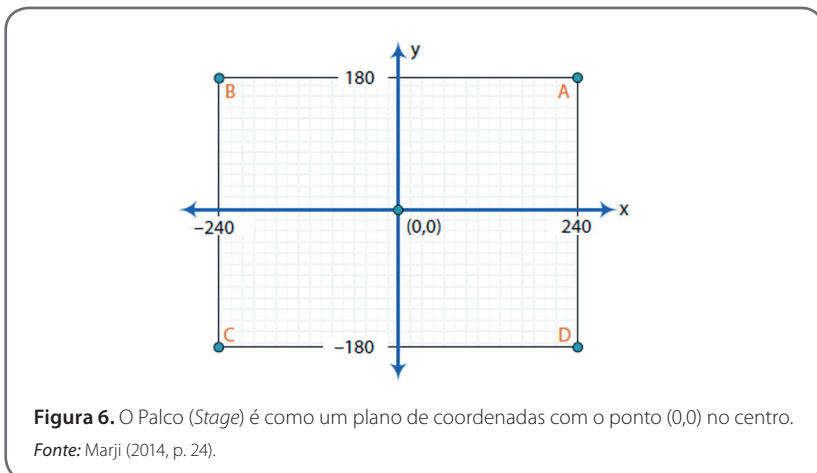 y
B 180 A
x
−240 (0,0) 240
C −180 D
Figura 6. O Palco (Stage) é como um plano de coordenadas com o ponto (0,0) no centro.
Fonte: Marji (2014, p. 24).